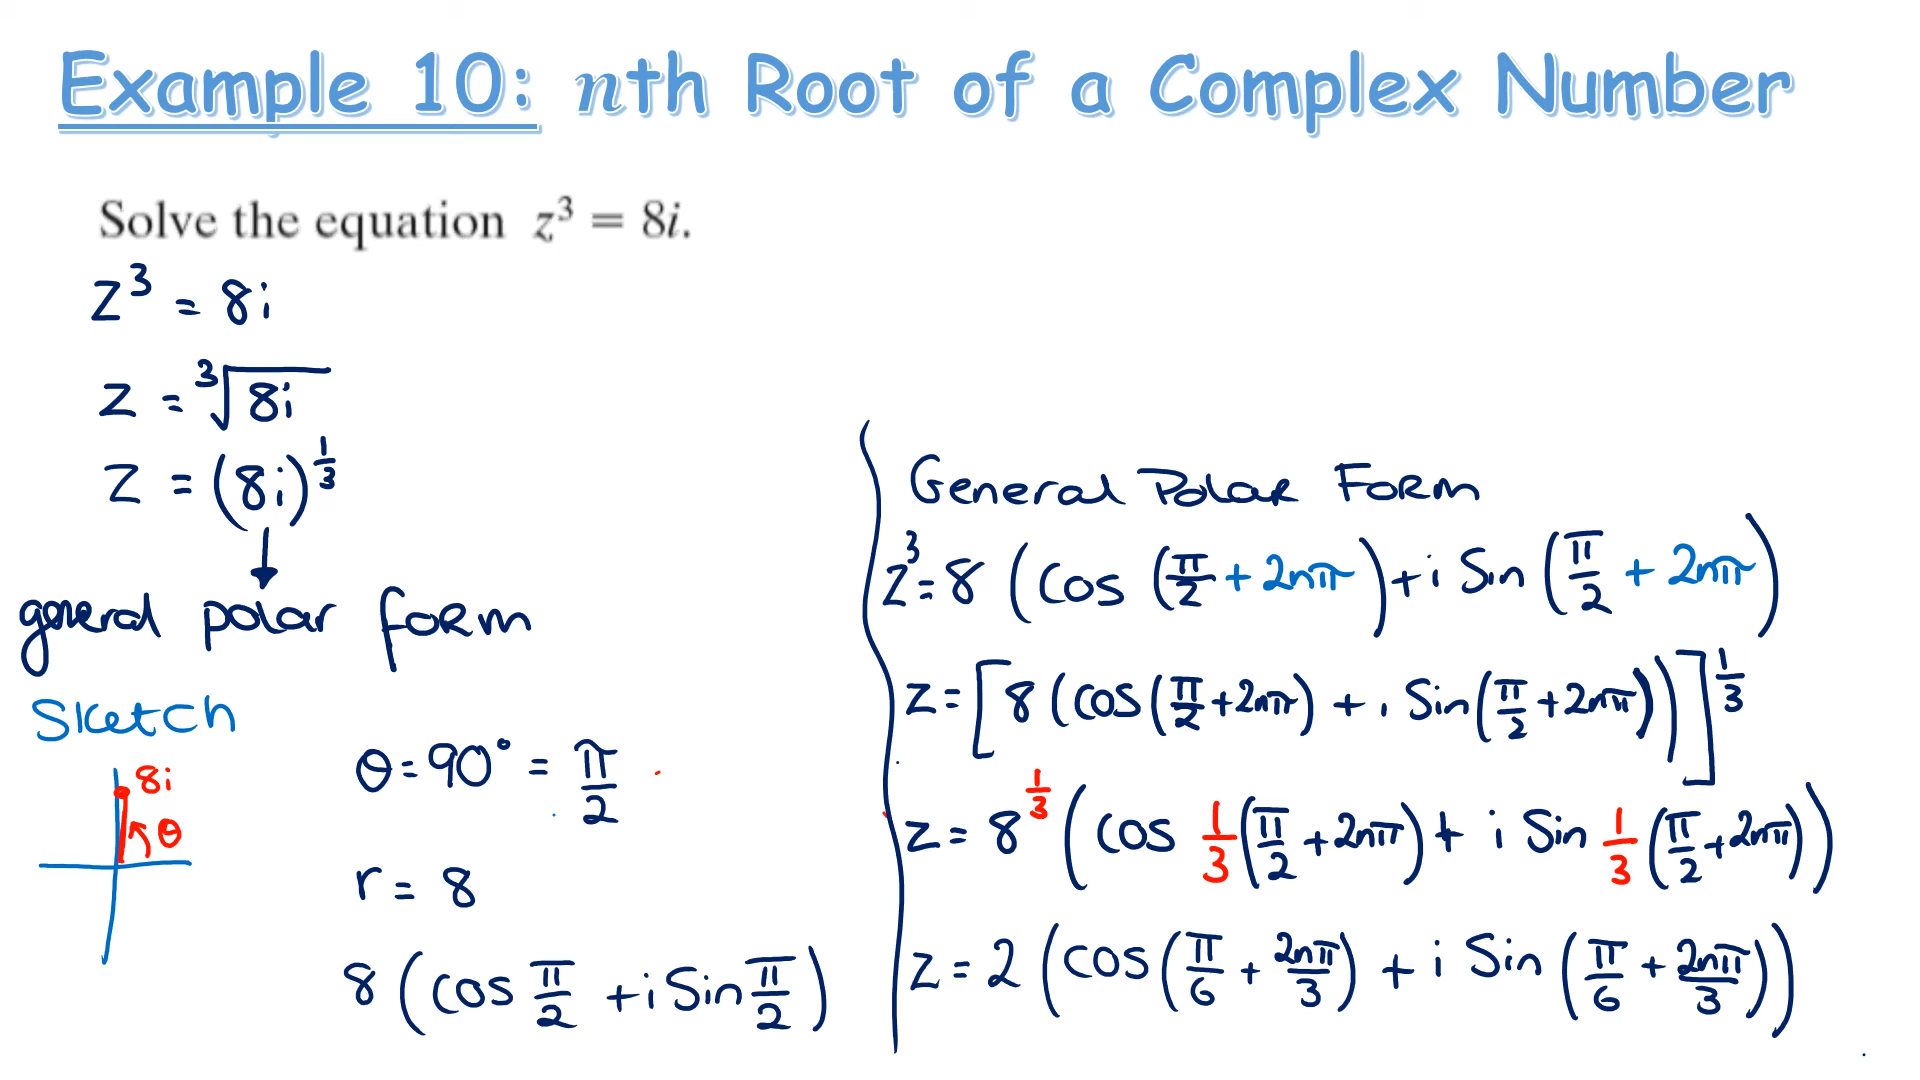 Example 10: nth Root of a Complex Number
Solve the equation z³ = 8i.
z³ = 8i
z = ³√8i
z = (8i)^(1/3)
general polar form
Sketch
8i
θ
θ = 90° = π/2
r = 8
8 (cos π/2 + i Sin π/2)
General Polar Form
z³ = 8 (cos (π/2 + 2nπ) + i Sin (π/2 + 2nπ)
z = [8 (cos (π/2 + 2nπ) + i Sin (π/2 + 2nπ))]^(1/3)
z = 8^(1/3) (cos 1/3 (π/2 + 2nπ) + i Sin 1/3 (π/2 + 2nπ))
z = 2 (cos (π/6 + 2nπ/3) + i Sin (π/6 + 2nπ/3))